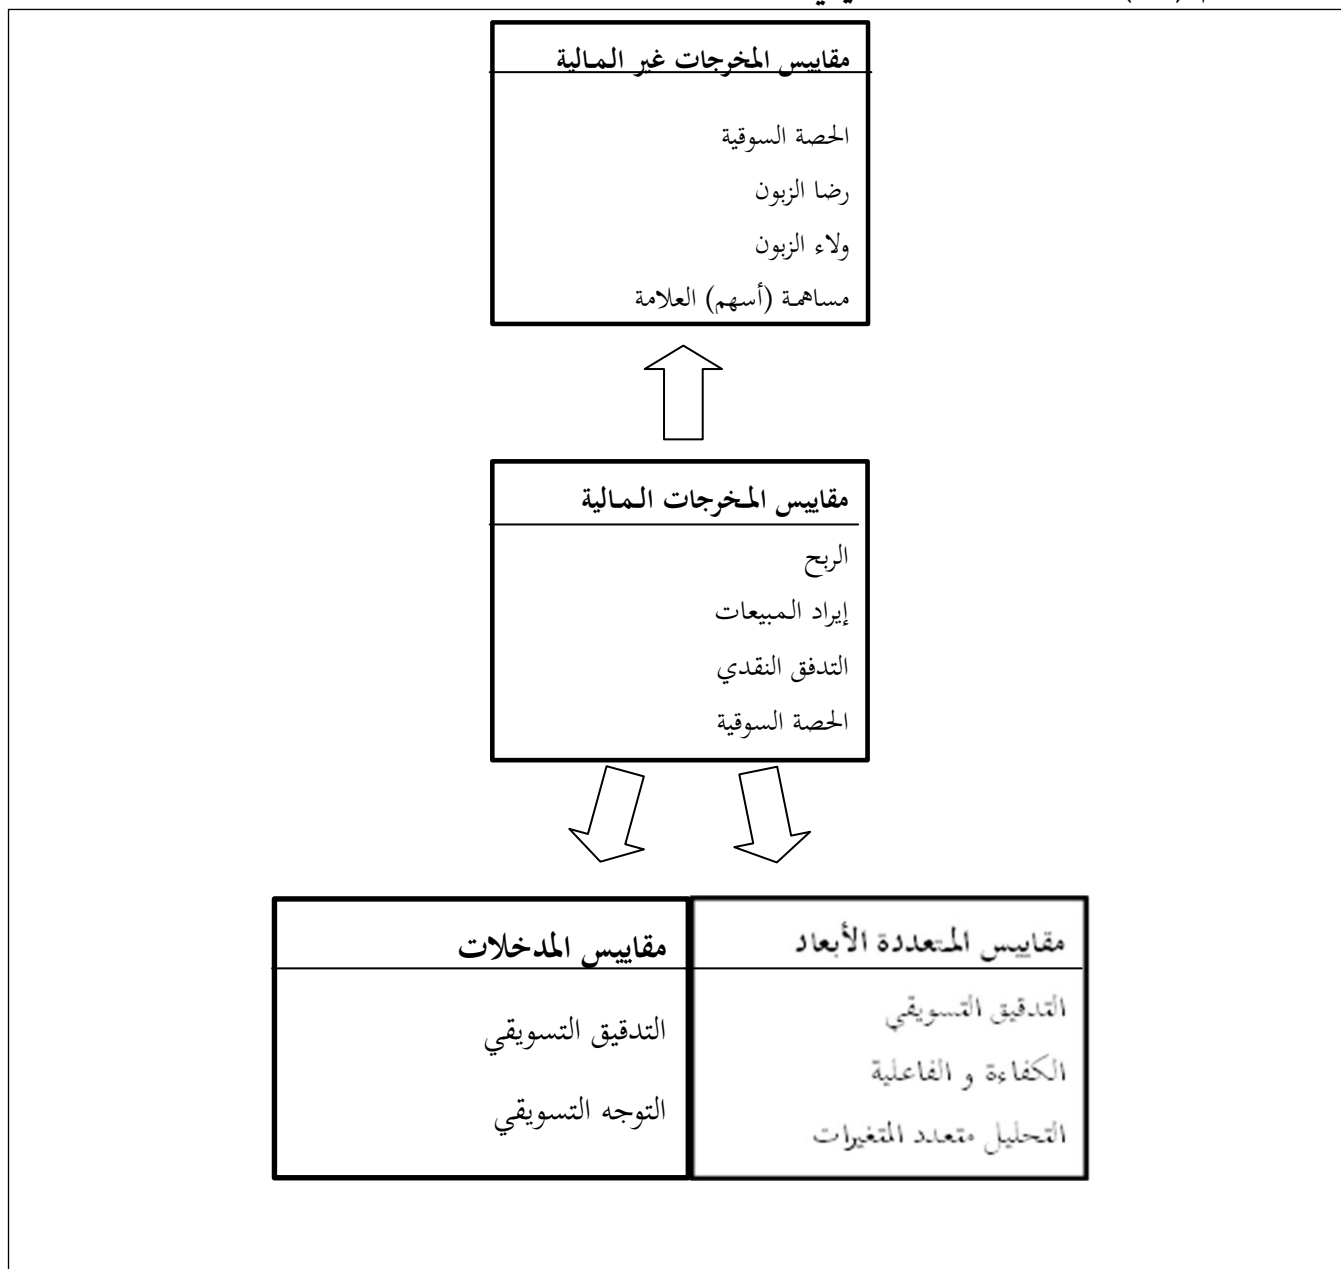 مقاييس المخرجات غير المالية
الحصة السوقية
رضا الزبون
ولاء الزبون
مساهمة (أسهم) العلامة
مقاييس المخرجات المالية
الربح
إيراد المبيعات
التدفق النقدي
الحصة السوقية
مقاييس المتعددة الأبعاد
التدقيق التسويقي
الكفاءة و الفاعلية
التحليل متعدد المتغيرات
مقاييس المدخلات
التدقيق التسويقي
التوجه التسويقي